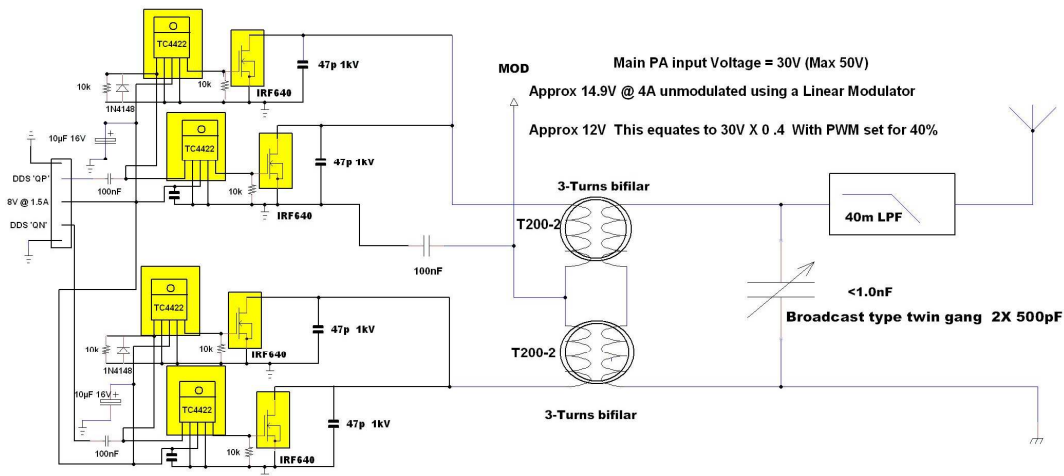 TC4422
10k
1N4148
10k
IRF640
47p 1kV
MOD
Main PA input Voltage = 30V (Max 50V)
Approx 14.9V @ 4A unmodulated using a Linear Modulator
Approx 12V This equates to 30V X 0 .4 With PWM set for 40%
10µF 16V
+
TC4422
47p 1kV
DDS 'QP'
100nF
10k
IRF640
8V @ 1.5A
DDS 'QN'
3-Turns bifilar
T200-2
40m LPF
100nF
<1.0nF
Broadcast type twin gang 2X 500pF
TC4422
10k
1N4148
10k
IRF640
47p 1kV
T200-2
10µF 16V
+
TC4422
47p 1kV
3-Turns bifilar
100nF
10k
IRF640